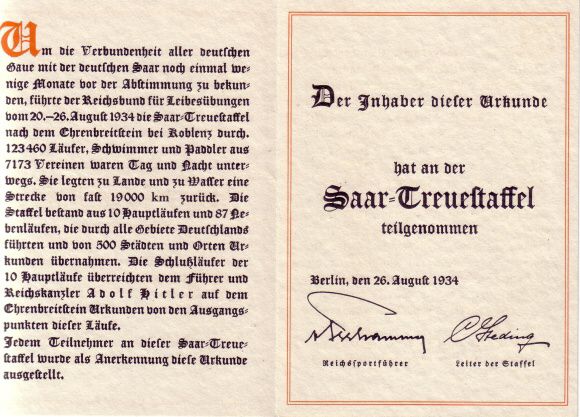 Um die Verbundenheit aller deutschen
Gaue mit der deutschen Saar noch einmal we-
nige Monate vor der Abstimmung zu bekun-
den, führte der Reichsbund für Leibesübungen
vom 20.–26. August 1934 die Saar-Treuestaffel
nach dem Ehrenbreitstein bei Koblenz durch.
123460 Läufer, Schwimmer und Paddler aus
7173 Vereinen waren Tag und Nacht unter-
wegs. Sie legten zu Lande und zu Wasser eine
Strecke von fast 19000 km zurück. Die
Staffel bestand aus 10 Hauptläufen und 87 Ne-
benläufen, die durch alle Gebiete Deutschlands
führten und von 500 Städten und Orten Ur-
kunden übernahmen. Die Schlußläufer der
10 Hauptläufe überreichten dem Führer und
Reichskanzler Adolf Hitler auf dem
Ehrenbreitstein Urkunden von den Ausgangs-
punkten dieser Läufe.
Jedem Teilnehmer an dieser Saar-Treue-
staffel wurde als Anerkennung diese Urkunde
ausgestellt.
Der Inhaber dieser Urkunde
hat an der
Saar-Treuestaffel
teilgenommen
Berlin, den 26. August 1934
Reichssportführer
Leiter der Staffel